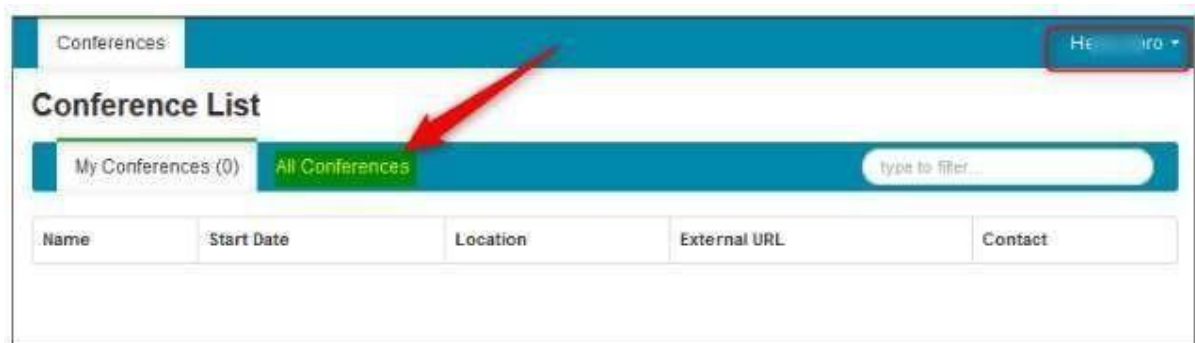 Conferences
Conference List
My Conferences (0) All Conferences type to filter...
Name Start Date Location External URL Contact